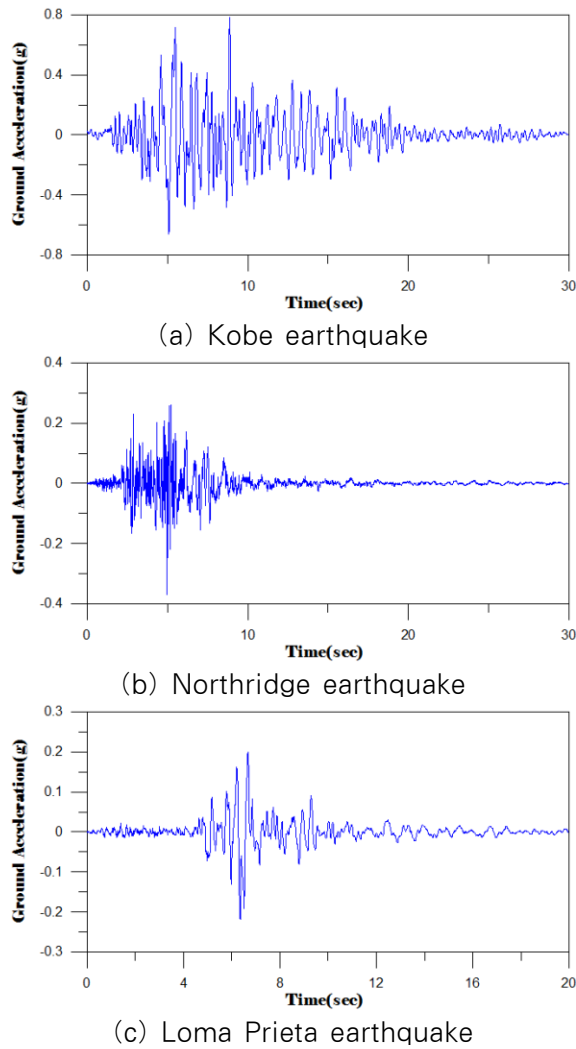 0.8
0.4
0
-0.4
-0.8
Ground Acceleration(g)
0 10 20 30
Time(sec)
(a) Kobe earthquake
0.4
0.2
0
-0.2
-0.4
Ground Acceleration(g)
0 10 20 30
Time(sec)
(b) Northridge earthquake
0.3
0.2
0.1
0
-0.1
-0.2
-0.3
Ground Acceleration(g)
0 4 8 12 16 20
Time(sec)
(c) Loma Prieta earthquake